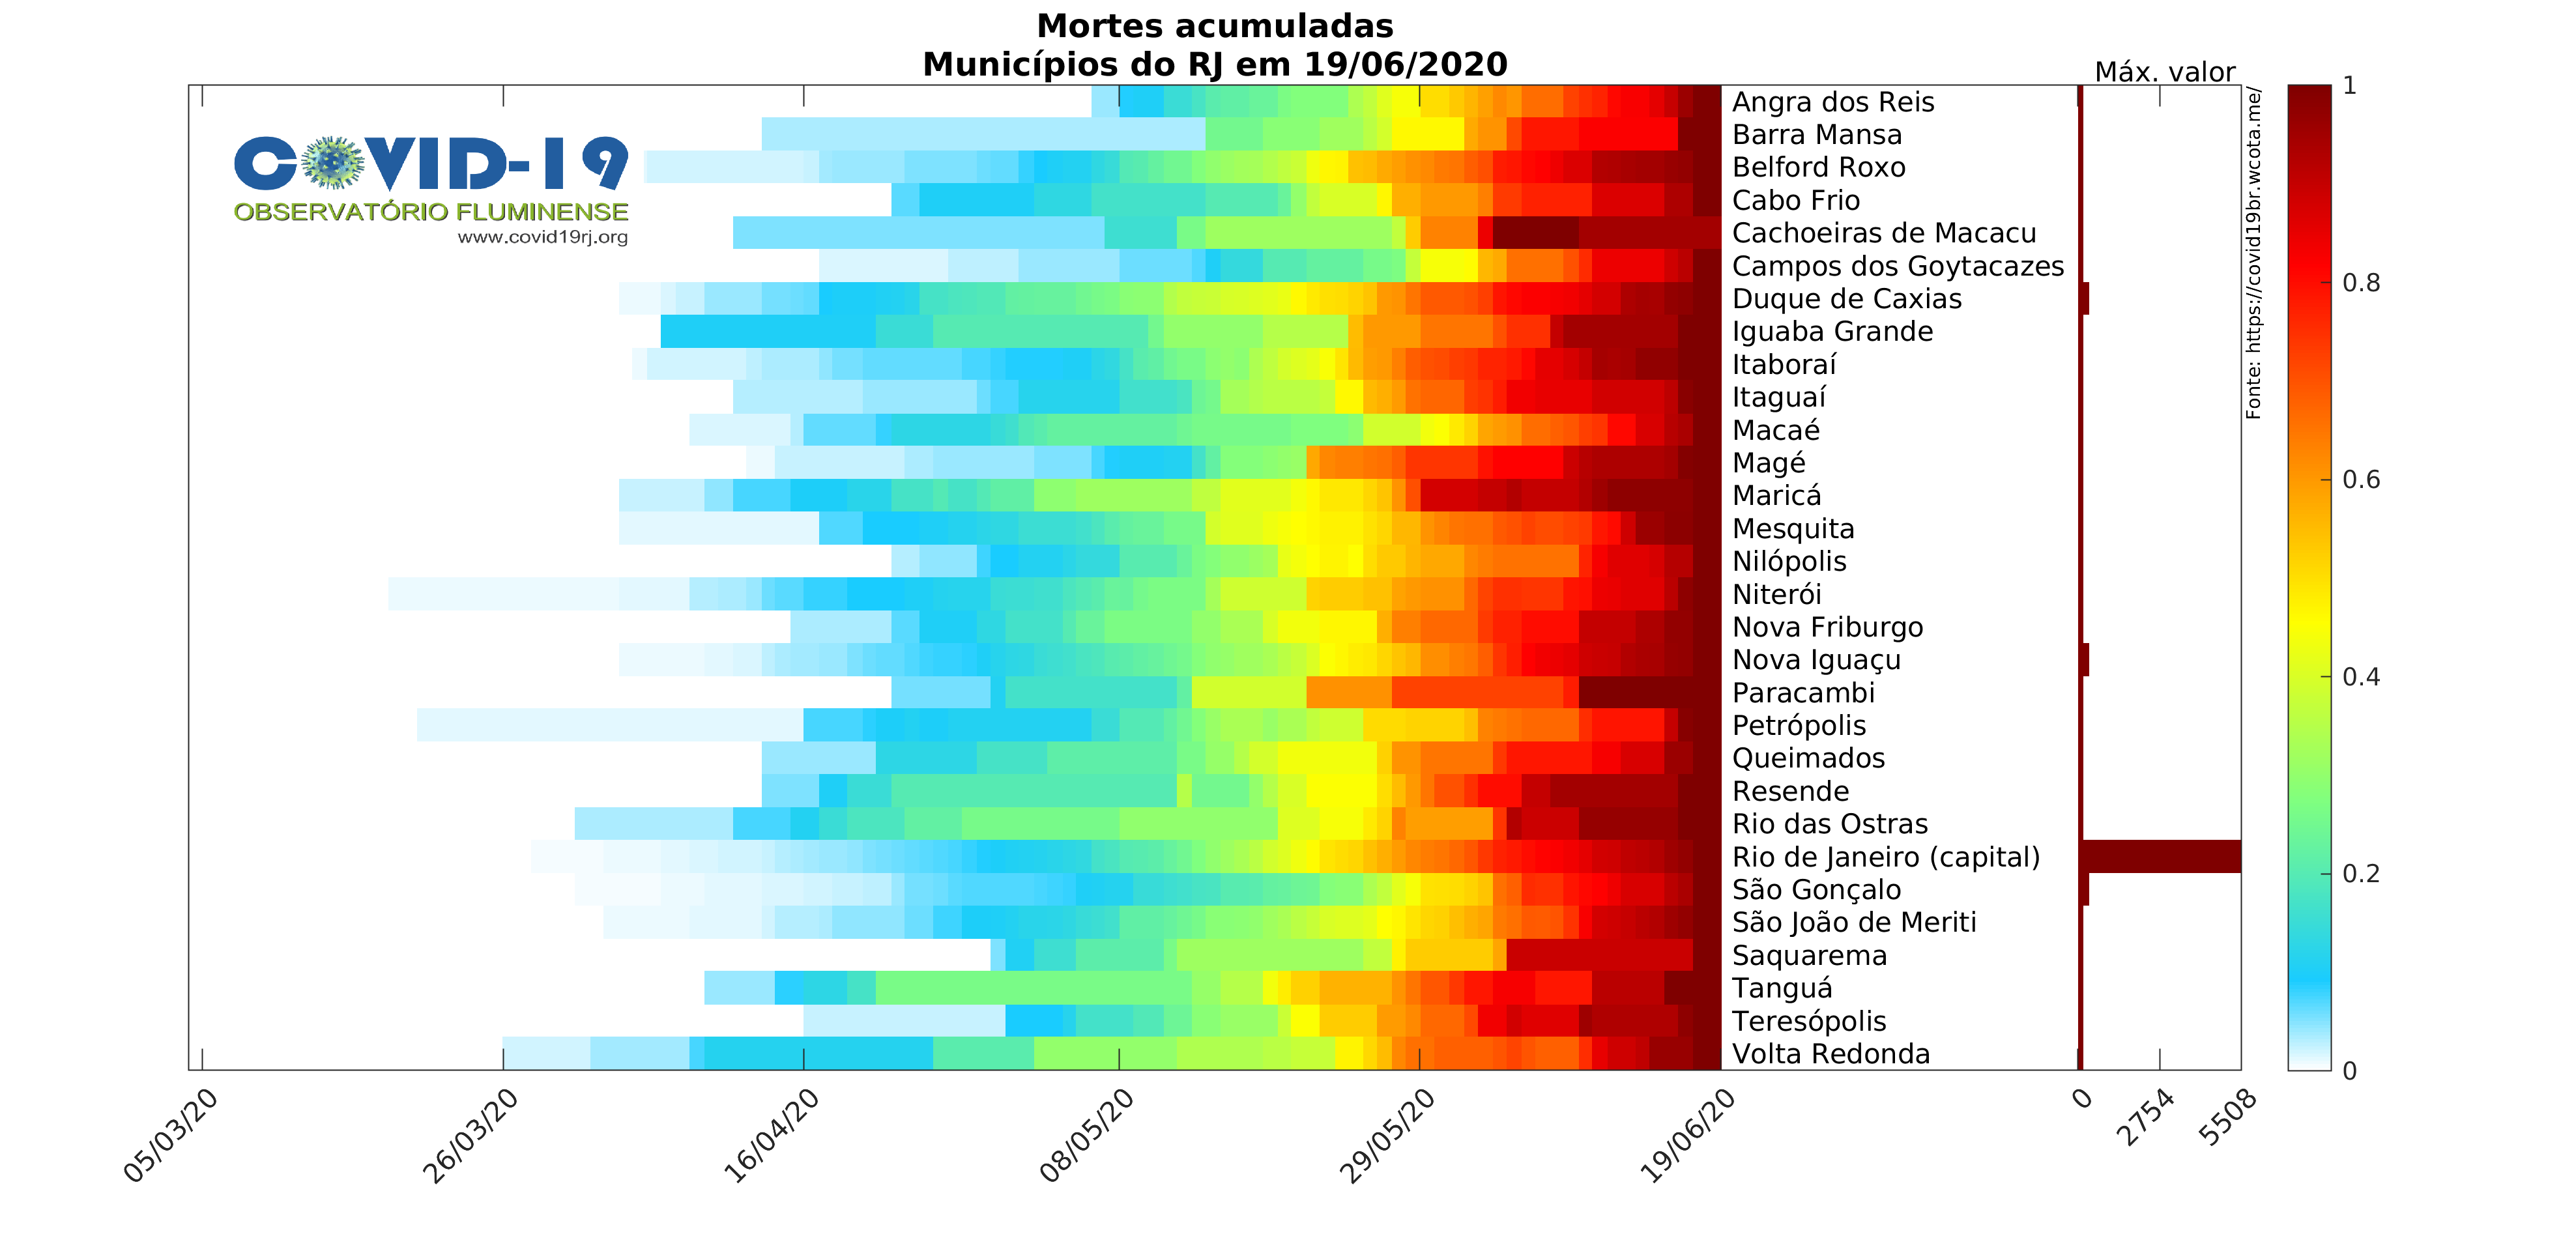 Mortes acumuladas
Municípios do RJ em 19/06/2020
Máx. valor
COVID-19
OBSERVATÓRIO FLUMINENSE
www.covid19rj.org
Angra dos Reis
Barra Mansa
Belford Roxo
Cabo Frio
Cachoeiras de Macacu
Campos dos Goytacazes
Duque de Caxias
Iguaba Grande
Itaboraí
Itaguaí
Macaé
Magé
Maricá
Mesquita
Nilópolis
Niterói
Nova Friburgo
Nova Iguaçu
Paracambi
Petrópolis
Queimados
Resende
Rio das Ostras
Rio de Janeiro (capital)
São Gonçalo
São João de Meriti
Saquarema
Tanguá
Teresópolis
Volta Redonda
Fonte: https://covid19br.wcota.me/
1
0.8
0.6
0.4
0.2
0
05/03/20
26/03/20
16/04/20
08/05/20
29/05/20
19/06/20
0
2754
5508